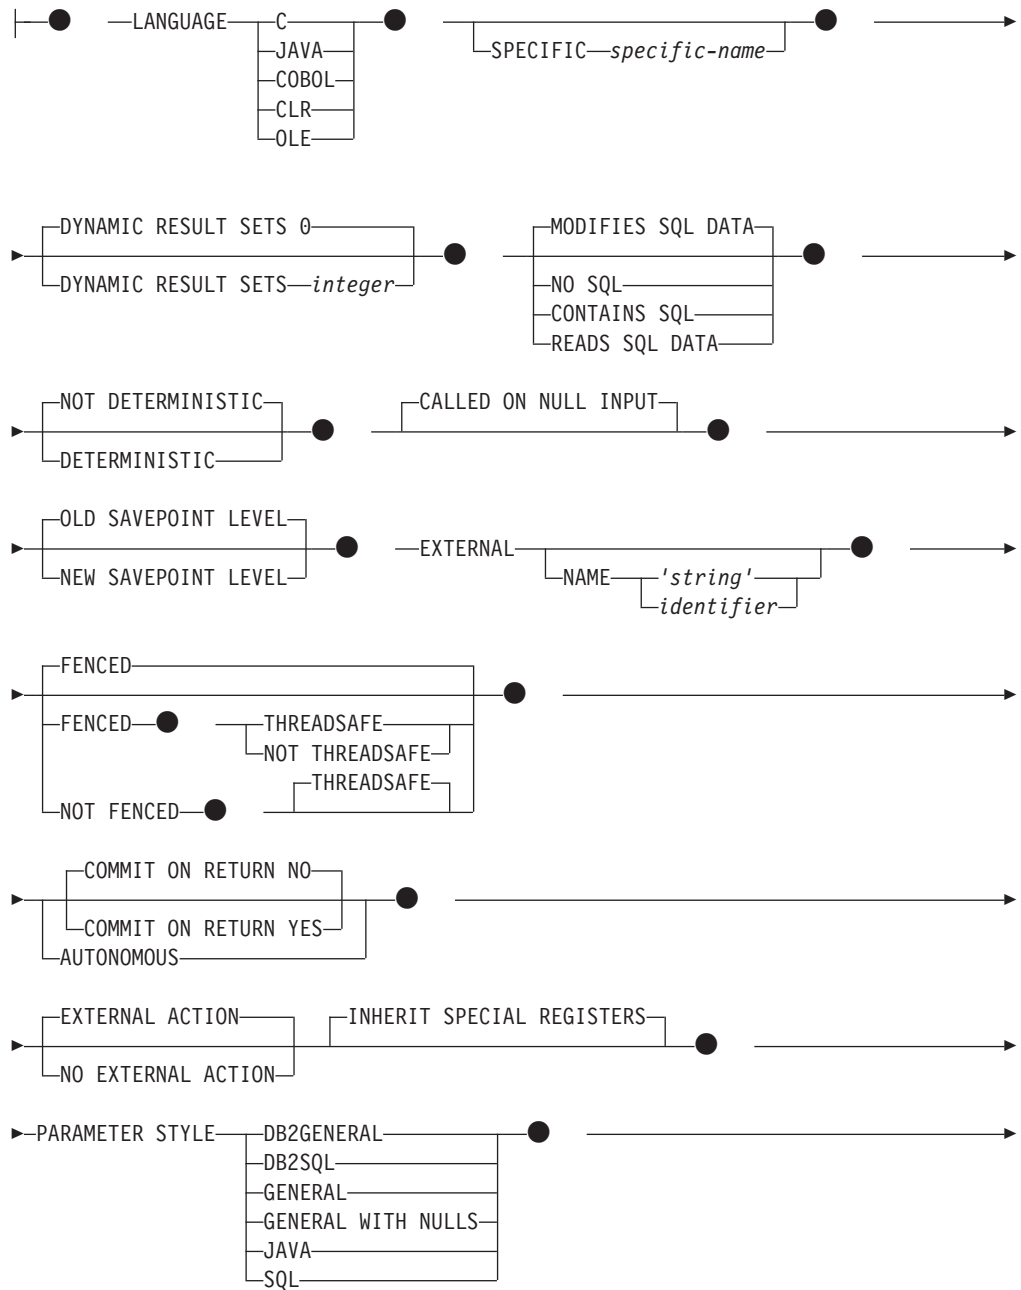 LANGUAGE C
JAVA SPECIFIC specific-name
COBOL
CLR
OLE
DYNAMIC RESULT SETS 0 MODIFIES SQL DATA
DYNAMIC RESULT SETS integer NO SQL
CONTAINS SQL
READS SQL DATA
NOT DETERMINISTIC CALLED ON NULL INPUT
DETERMINISTIC
OLD SAVEPOINT LEVEL
EXTERNAL
NEW SAVEPOINT LEVEL NAME 'string'
identifier
FENCED
FENCED THREADSAFE
NOT THREADSAFE
THREADSAFE
NOT FENCED
COMMIT ON RETURN NO
COMMIT ON RETURN YES
AUTONOMOUS
EXTERNAL ACTION INHERIT SPECIAL REGISTERS
NO EXTERNAL ACTION
PARAMETER STYLE DB2GENERAL
DB2SQL
GENERAL
GENERAL WITH NULLS
JAVA
SQL